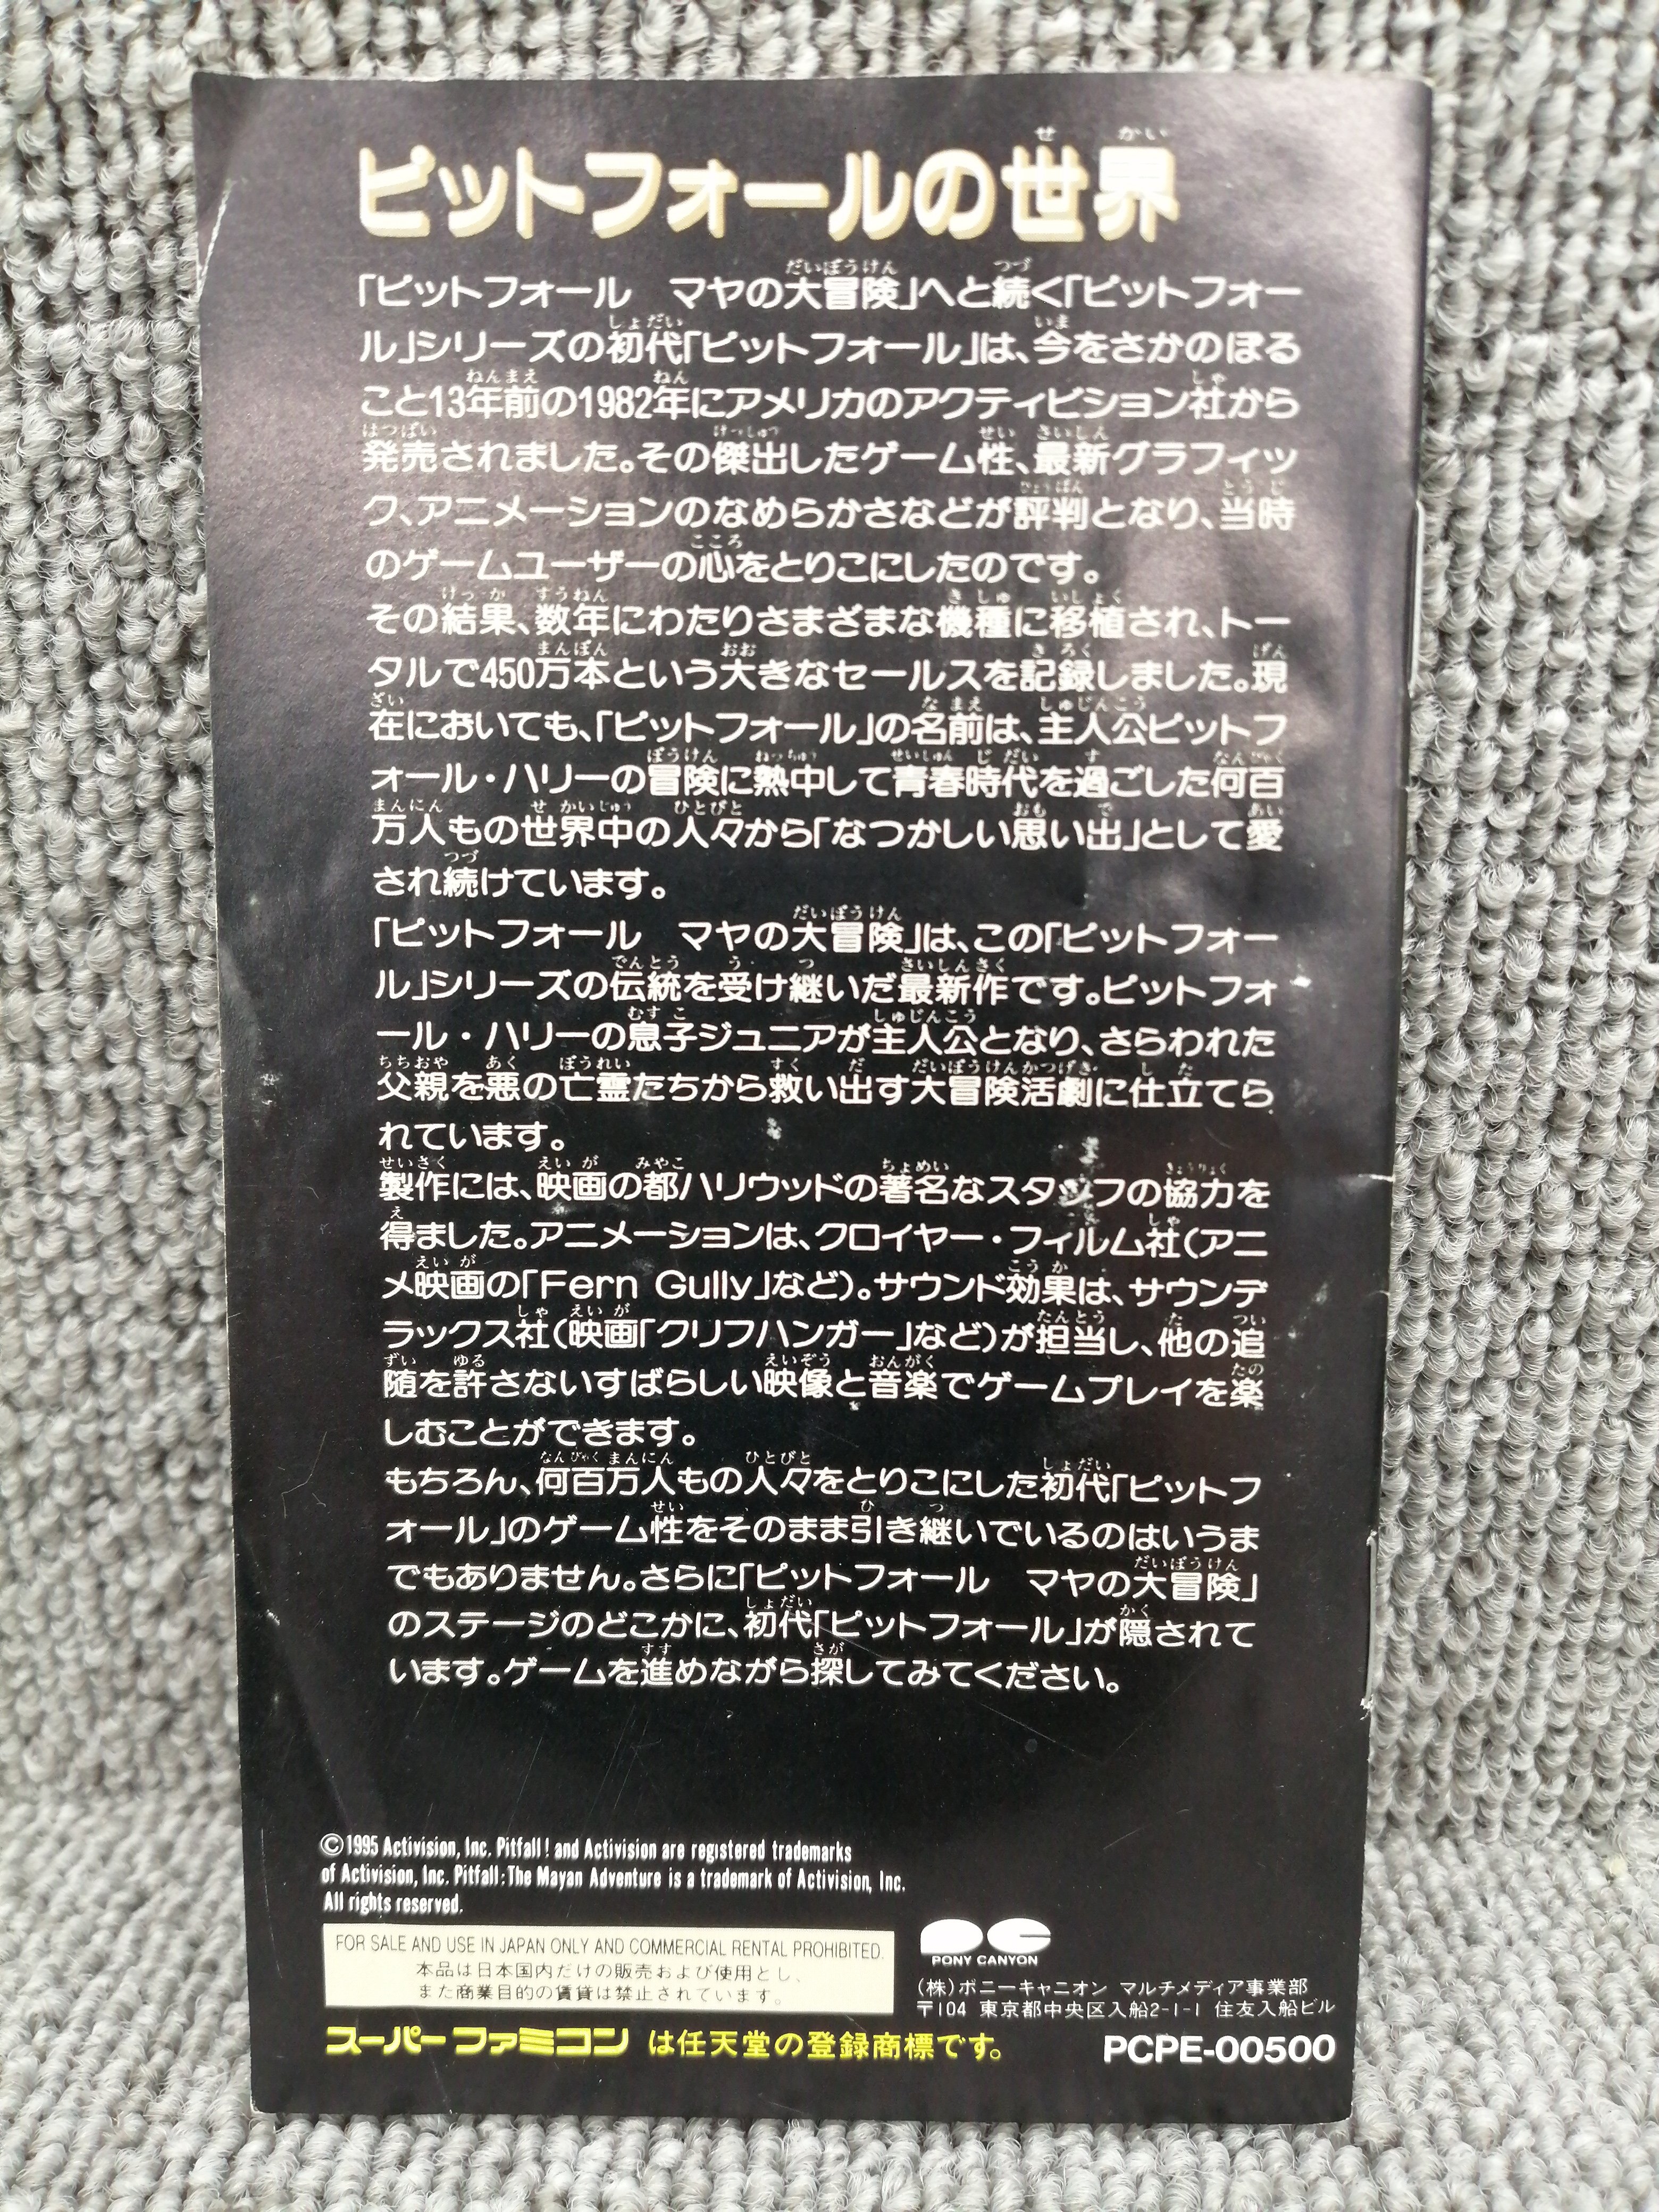 ピットフォールの世界
「ピットフォール　マヤの大冒険」へと続く「ピットフォー
ル」シリーズの初代「ピットフォール」は、今をさかのぼる
こと13年前の1982年にアメリカのアクティビション社から
発売されました。その傑出したゲーム性、最新グラフィッ
ク、アニメーションのなめらかさなどが評判となり、当時
のゲームユーザーの心をとりこにしたのです。
その結果、数年にわたりさまざまな機種に移植され、トー
タルで450万本という大きなセールスを記録しました。現
在においても、「ピットフォール」の名前は、主人公ピットフ
ォール・ハリーの冒険に熱中して青春時代を過ごした何百
万人もの世界中の人々から「なつかしい思い出」として愛
され続けています。
「ピットフォール　マヤの大冒険」は、この「ピットフォー
ル」シリーズの伝統を受け継いだ最新作です。ピットフォ
ール・ハリーの息子ジュニアが主人公となり、さらわれた
父親を悪の亡霊たちから救い出す大冒険活劇に仕立てら
れています。
製作には、映画の都ハリウッドの著名なスタッフの協力を
得ました。アニメーションは、クロイヤー・フィルム社(アニ
メ映画の「Fern Gully」など)。サウンド効果は、サウンデ
ラックス社(映画「クリフハンガー」など)が担当し、他の追
随を許さないすばらしい映像と音楽でゲームプレイを楽
しむことができます。
もちろん、何百万人もの人々をとりこにした初代「ピットフ
ォール」のゲーム性をそのまま引き継いでいるのはいうま
でもありません。さらに「ピットフォール　マヤの大冒険」
のステージのどこかに、初代「ピットフォール」が隠されて
います。ゲームを進めながら探してみてください。
©1995 Activision, Inc. Pitfall! and Activision are registered trademarks
of Activision, Inc. Pitfall:The Mayan Adventure is a trademark of Activision, Inc.
All rights reserved.
FOR SALE AND USE IN JAPAN ONLY AND COMMERCIAL RENTAL PROHIBITED.
本品は日本国内だけの販売および使用とし、
また商業目的の賃貸は禁止されています。
PONY CANYON
(株)ポニーキャニオン マルチメディア事業部
〒104 東京都中央区入船2-1-1 住友入船ビル
スーパーファミコン は任天堂の登録商標です。
PCPE-00500